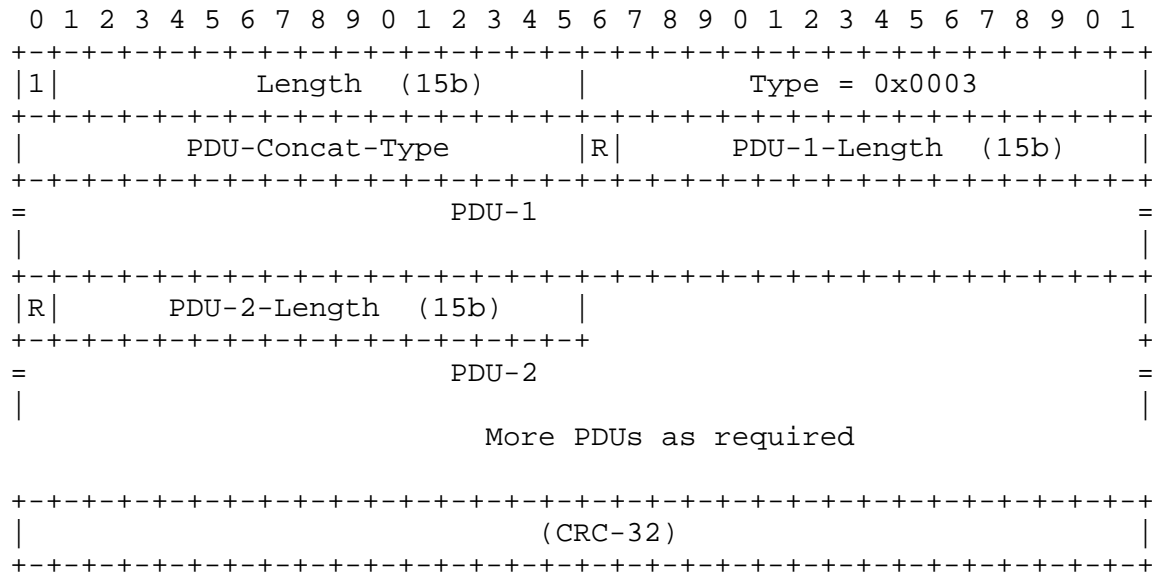 0 1 2 3 4 5 6 7 8 9 0 1 2 3 4 5 6 7 8 9 0 1 2 3 4 5 6 7 8 9 0 1
+-+-+-+-+-+-+-+-+-+-+-+-+-+-+-+-+-+-+-+-+-+-+-+-+-+-+-+-+-+-+-+-+
|1|           Length  (15b)       |         Type = 0x0003         |
+-+-+-+-+-+-+-+-+-+-+-+-+-+-+-+-+-+-+-+-+-+-+-+-+-+-+-+-+-+-+-+-+
|         PDU-Concat-Type       |R|      PDU-1-Length  (15b)    |
+-+-+-+-+-+-+-+-+-+-+-+-+-+-+-+-+-+-+-+-+-+-+-+-+-+-+-+-+-+-+-+-+
=                        PDU-1                                  =
|                                                               |
+-+-+-+-+-+-+-+-+-+-+-+-+-+-+-+-+-+-+-+-+-+-+-+-+-+-+-+-+-+-+-+-+
|R|      PDU-2-Length  (15b)    |                               |
+-+-+-+-+-+-+-+-+-+-+-+-+-+-+-+-+                               +
=                        PDU-2                                  =
|                                                               |
                           More PDUs as required
+-+-+-+-+-+-+-+-+-+-+-+-+-+-+-+-+-+-+-+-+-+-+-+-+-+-+-+-+-+-+-+-+
|                             (CRC-32)                          |
+-+-+-+-+-+-+-+-+-+-+-+-+-+-+-+-+-+-+-+-+-+-+-+-+-+-+-+-+-+-+-+-+